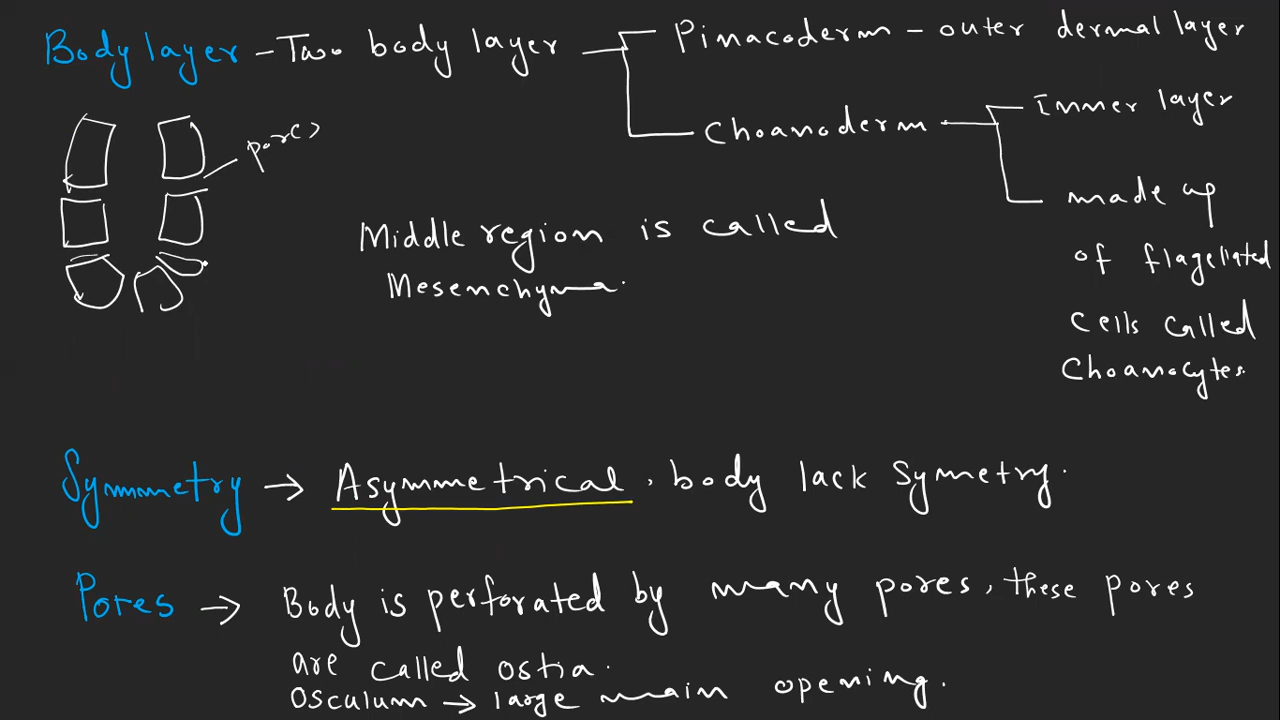 Body layer - Two body layer
Pinacoderm - outer dermal layer
Choanoderm
Inner layer
made up
of flagellated
cells called
Choanocytes.
pores
Middle region is called
Mesenchyma.
Symmetry → Asymmetrical, body lack Symetry.
Pores → Body is perforated by many pores, these pores
are called ostia.
Osculum → large main opening.